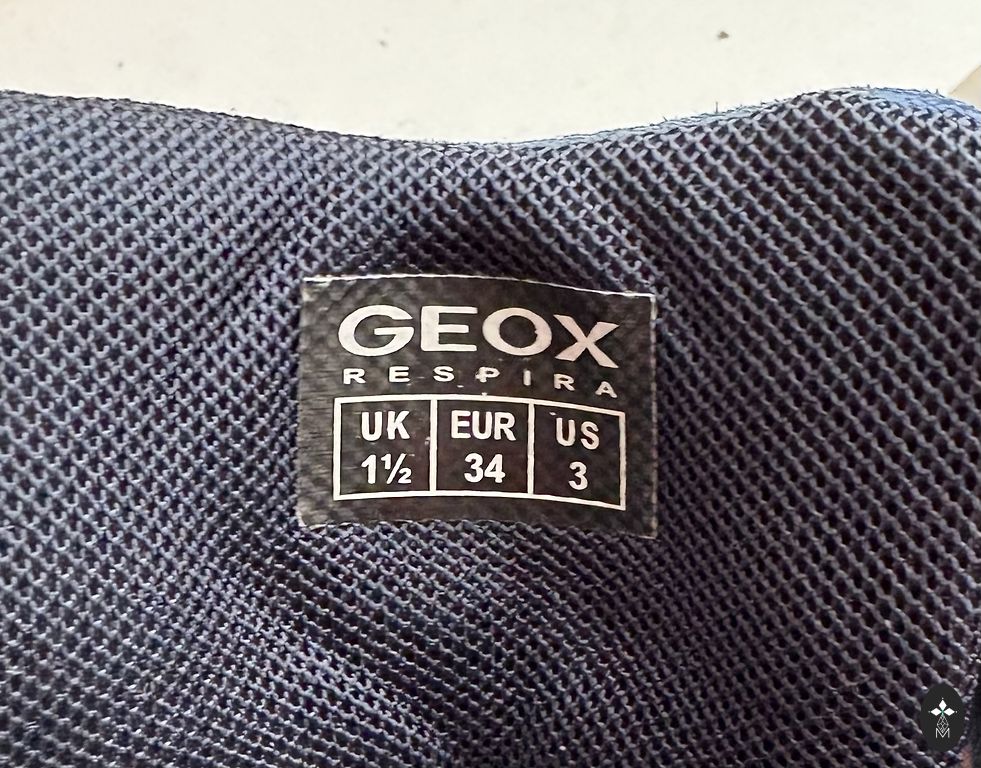 GEOX
RESPIRA
UK EUR US
1½ 34 3
M